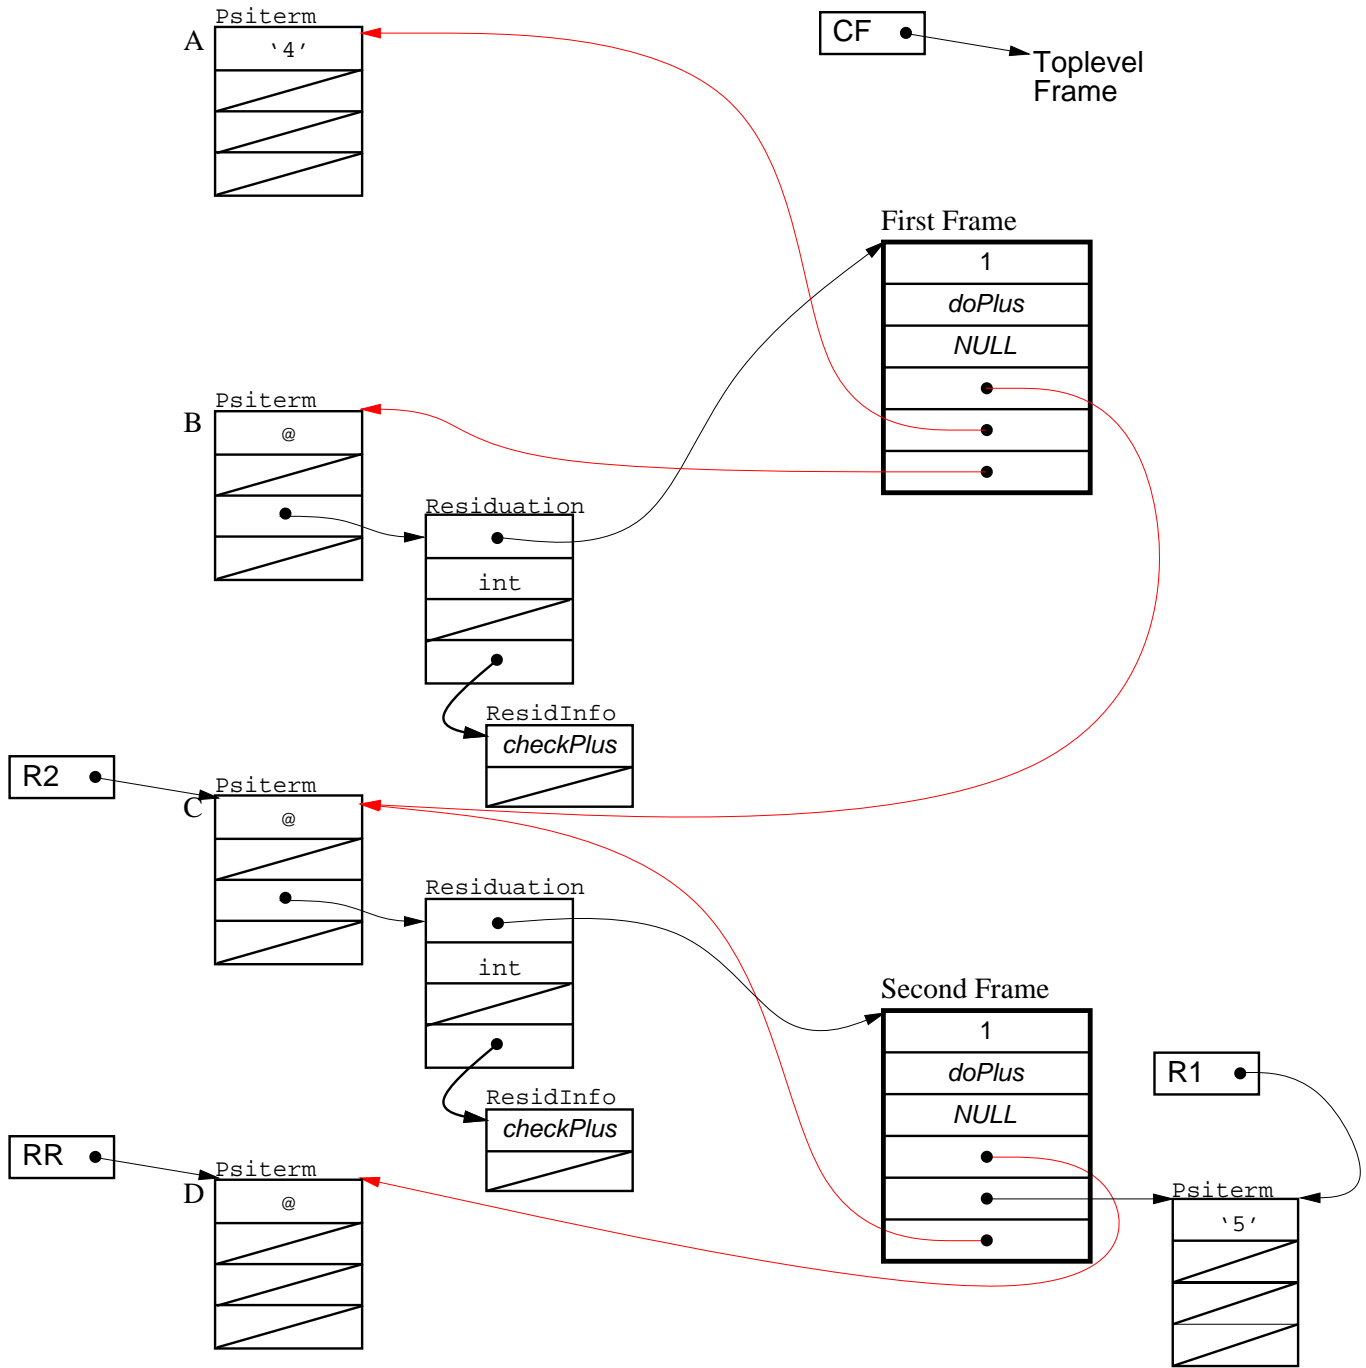 Psiterm
A
‵4′
CF
Toplevel
Frame
First Frame
1
doPlus
NULL
Psiterm
B
@
Residuation
int
ResidInfo
checkPlus
R2
Psiterm
C
@
Residuation
int
ResidInfo
checkPlus
Second Frame
1
doPlus
NULL
R1
RR
Psiterm
D
@
Psiterm
‵5′